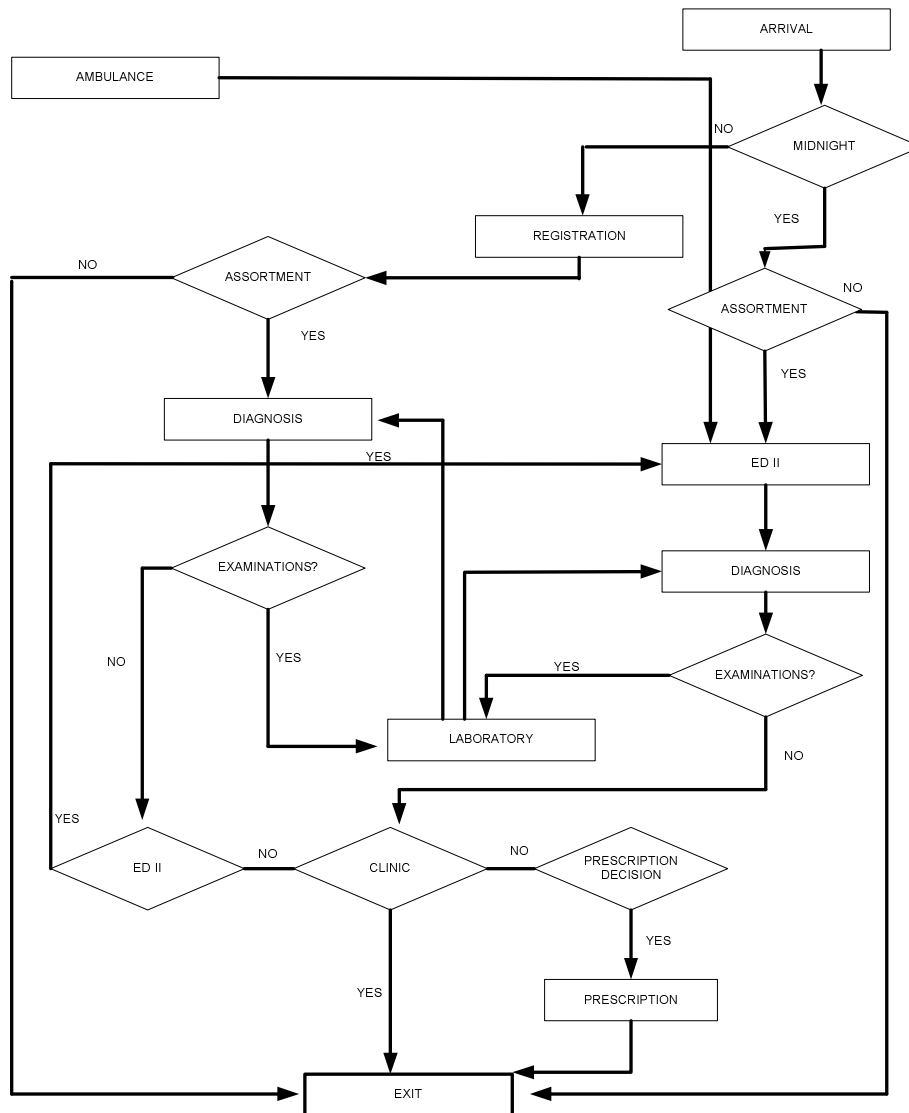 ARRIVAL
AMBULANCE
NO
MIDNIGHT
YES
REGISTRATION
NO
ASSORTMENT
NO
ASSORTMENT
YES
YES
DIAGNOSIS
YES
ED II
EXAMINATIONS?
DIAGNOSIS
NO
YES
YES
EXAMINATIONS?
LABORATORY
NO
YES
ED II
NO
CLINIC
NO
PRESCRIPTION
DECISION
YES
YES
PRESCRIPTION
EXIT